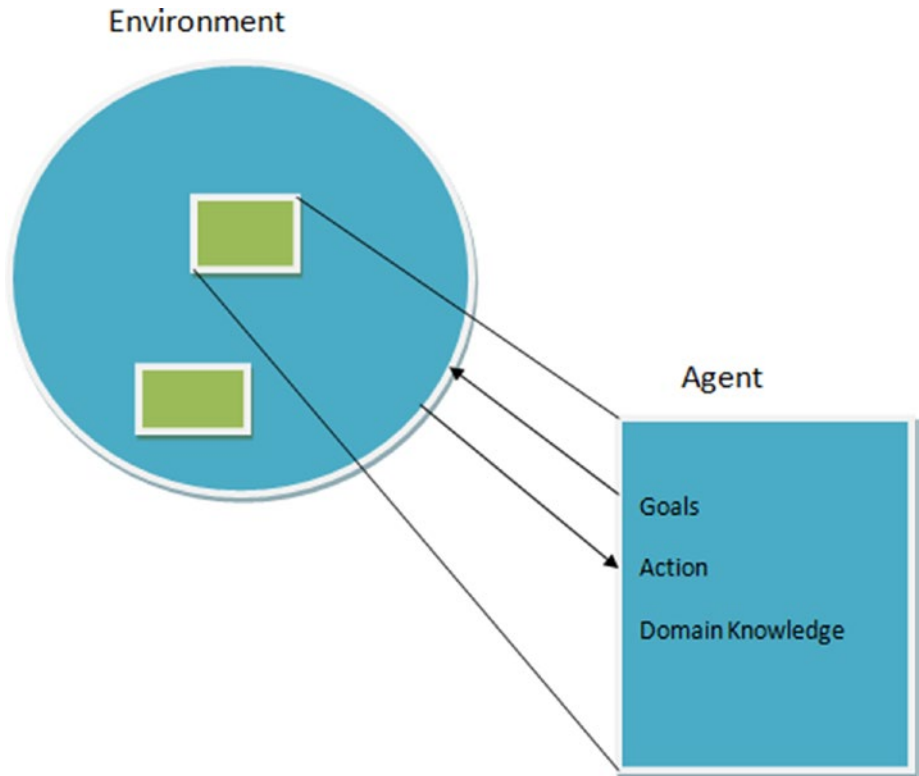 Environment
Agent
Goals
Action
Domain Knowledge